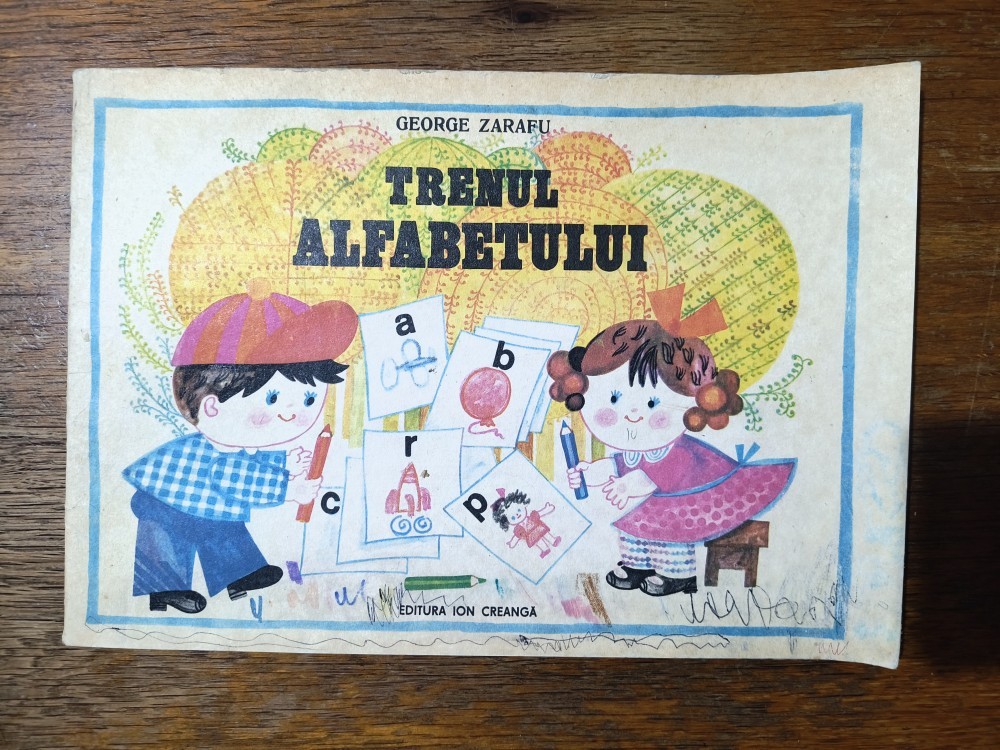 GEORGE ZARAFU
TRENUL
ALFABETULUI
a
b
r
c
p
EDITURA ION CREANGĂ